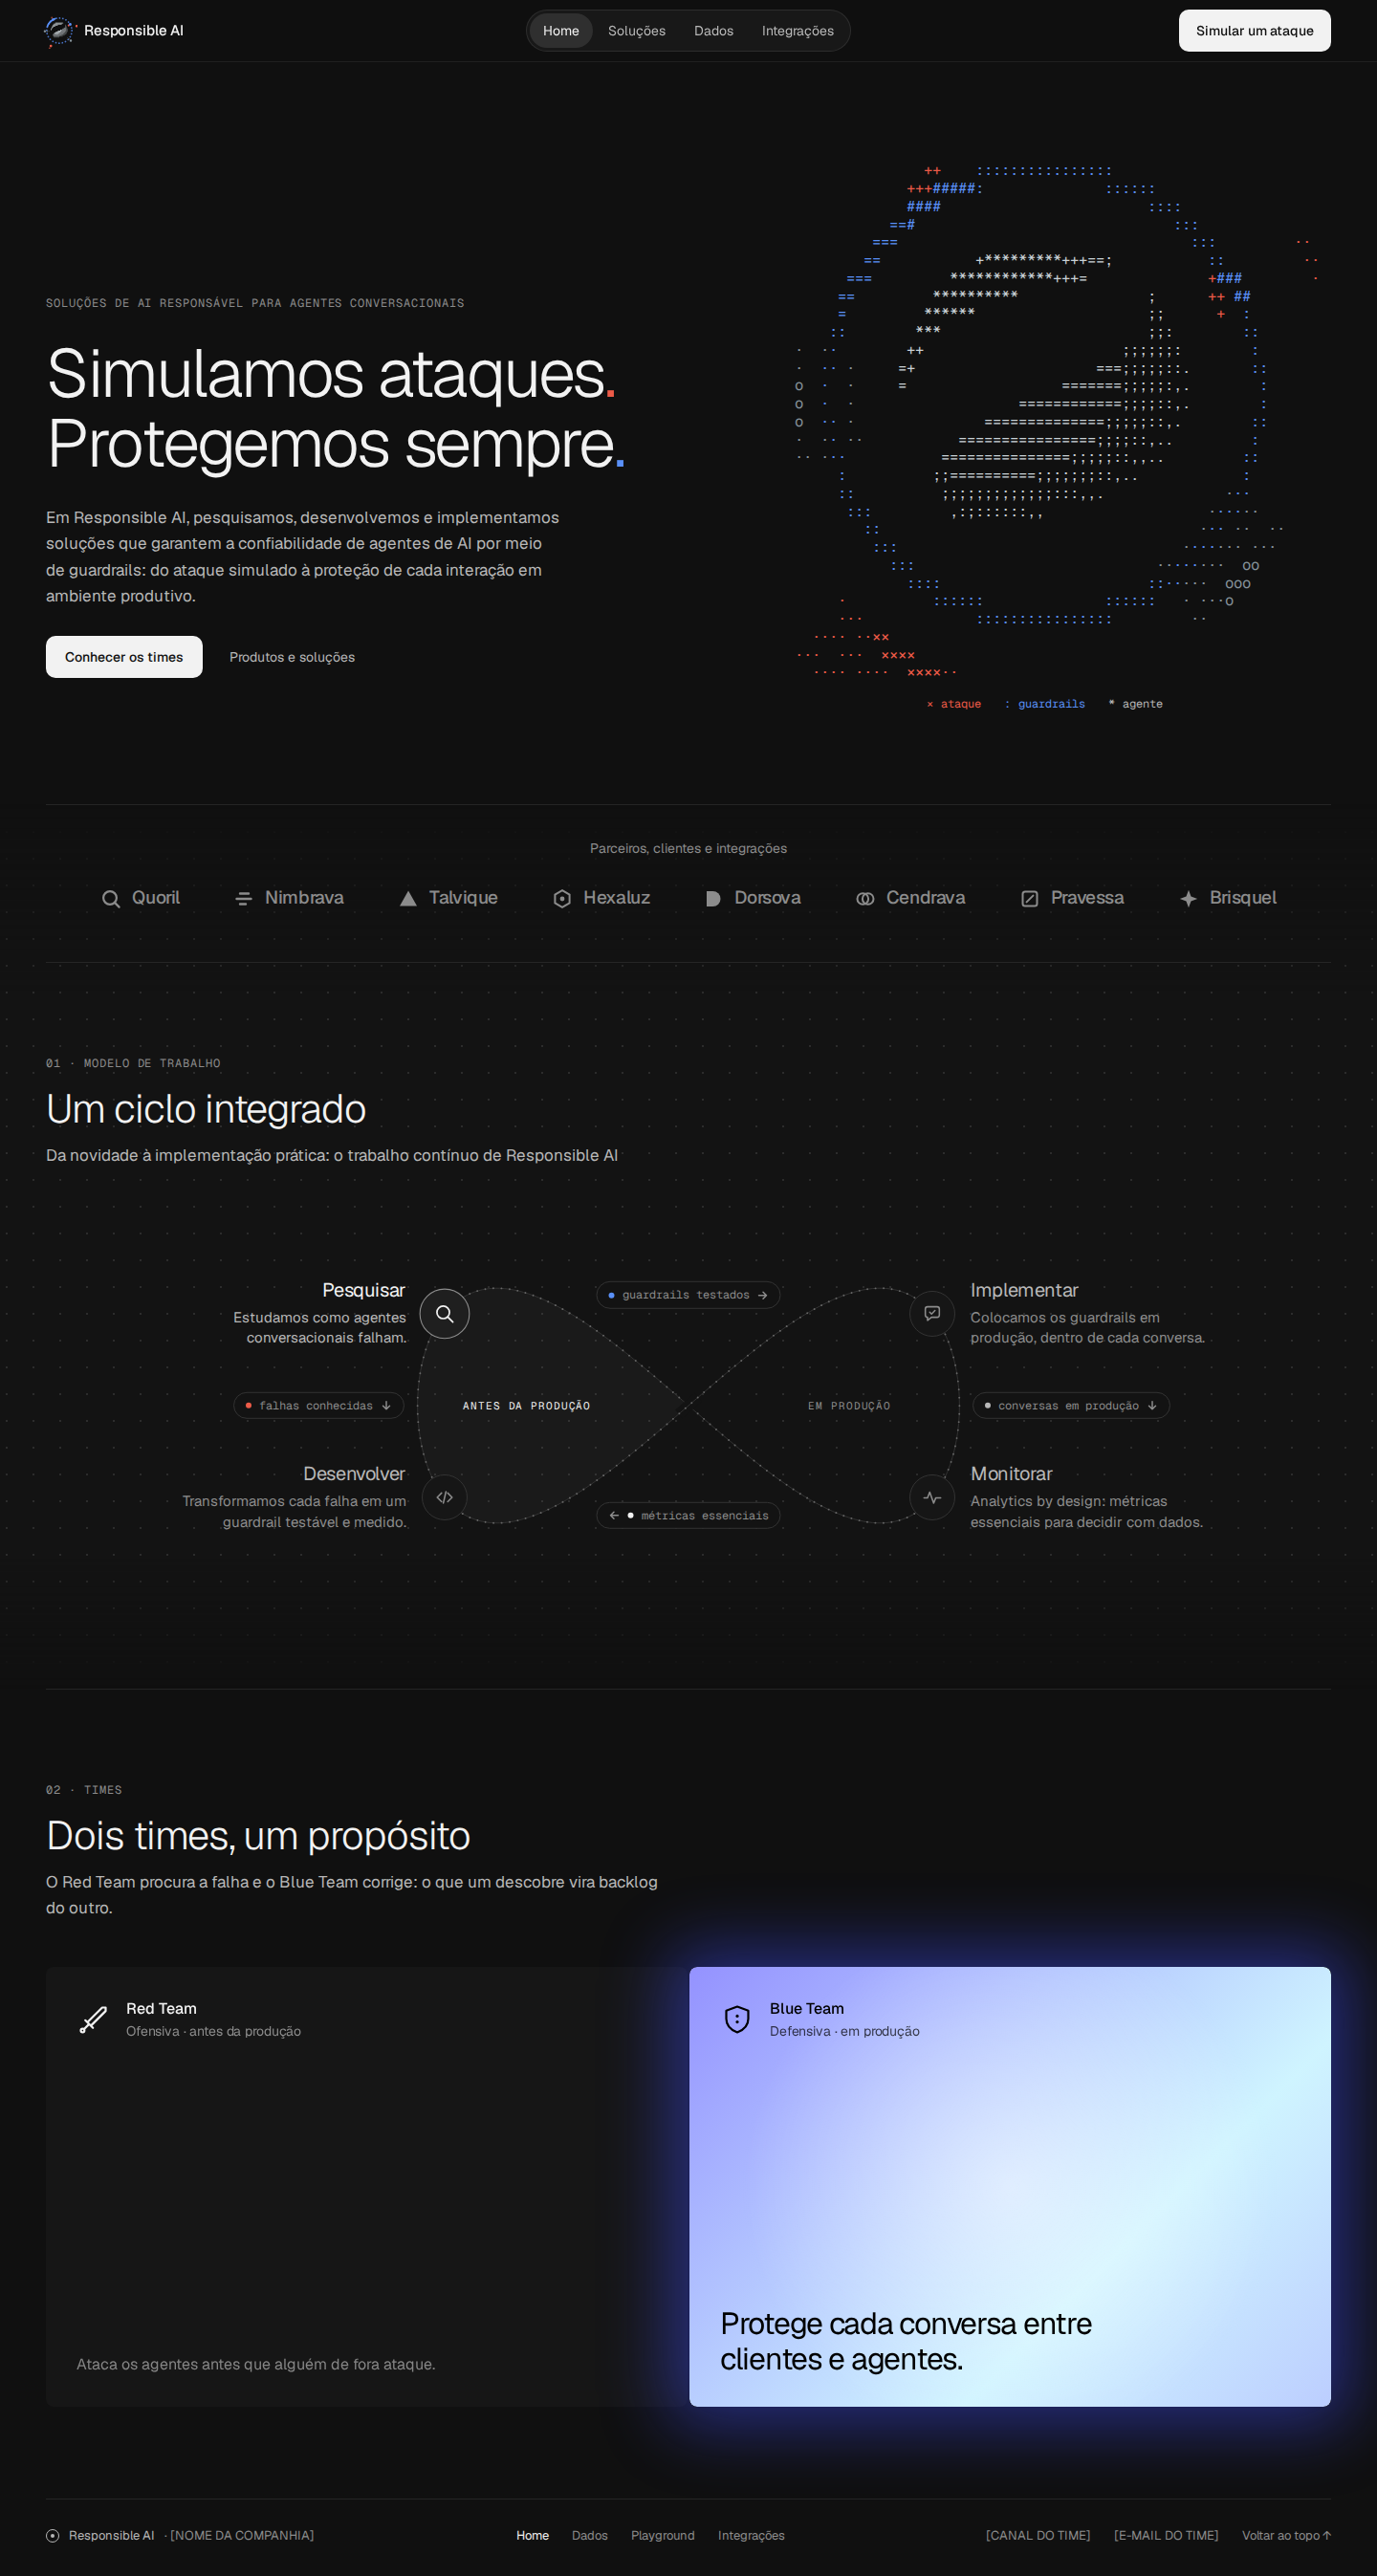 Responsible AI
Home Soluções Dados Integrações
Simular um ataque
SOLUÇÕES DE AI RESPONSÁVEL PARA AGENTES CONVERSACIONAIS
Simulamos ataques.
Protegemos sempre.
Em Responsible AI, pesquisamos, desenvolvemos e implementamos
soluções que garantem a confiabilidade de agentes de AI por meio
de guardrails: do ataque simulado à proteção de cada interação em
ambiente produtivo.
Conhecer os times Produtos e soluções
× ataque : guardrails * agente
Parceiros, clientes e integrações
Quoril Nimbrava Talvique Hexaluz Dorsova Cendrava Pravessa Brisquel
01 · MODELO DE TRABALHO
Um ciclo integrado
Da novidade à implementação prática: o trabalho contínuo de Responsible AI
Pesquisar
Estudamos como agentes
conversacionais falham.
guardrails testados →
Implementar
Colocamos os guardrails em
produção, dentro de cada conversa.
falhas conhecidas ↓
ANTES DA PRODUÇÃO
EM PRODUÇÃO
conversas em produção ↓
Desenvolver
Transformamos cada falha em um
guardrail testável e medido.
← métricas essenciais
Monitorar
Analytics by design: métricas
essenciais para decidir com dados.
02 · TIMES
Dois times, um propósito
O Red Team procura a falha e o Blue Team corrige: o que um descobre vira backlog
do outro.
Red Team
Ofensiva · antes da produção
Ataca os agentes antes que alguém de fora ataque.
Blue Team
Defensiva · em produção
Protege cada conversa entre
clientes e agentes.
Responsible AI · [NOME DA COMPANHIA]
Home Dados Playground Integrações
[CANAL DO TIME] [E-MAIL DO TIME] Voltar ao topo ↑